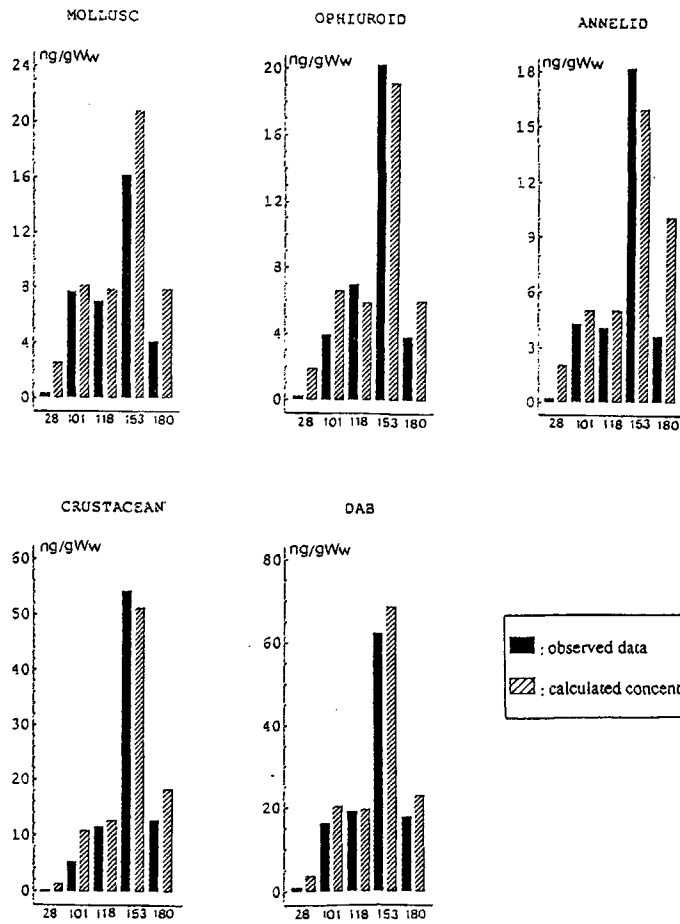 MOLLUSC
ng/gWw
24
20
16
12
8
4
0
28 101 118 153 180
OPHIUROID
ng/gWw
20
16
12
8
4
0
28 101 118 153 180
ANNELID
ng/gWw
18
15
12
9
6
3
0
28 101 118 153 180
CRUSTACEAN
ng/gWw
60
50
40
30
20
10
0
28 101 118 153 180
DAB
ng/gWw
80
60
40
20
0
28 101 118 153 180
: observed data
: calculated concent